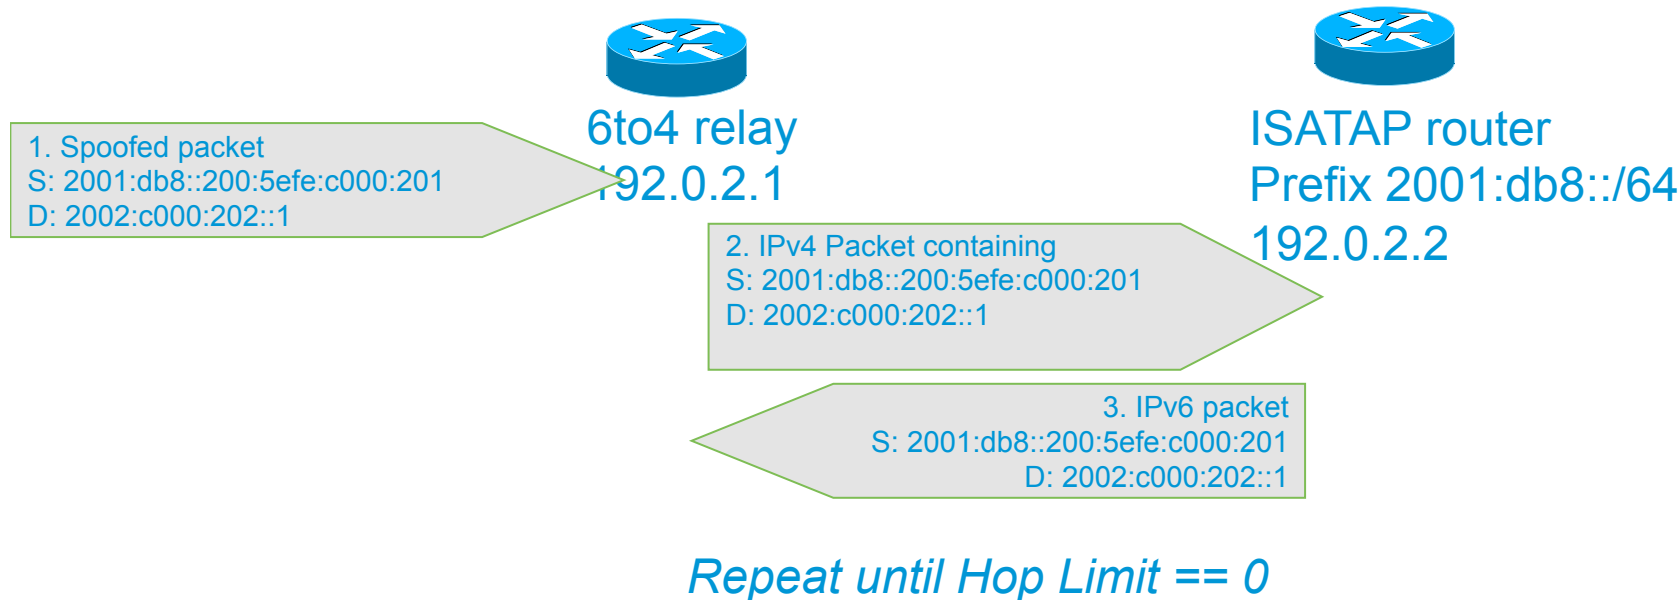 6to4 relay
192.0.2.1
ISATAP router
Prefix 2001:db8::/64
192.0.2.2
1. Spoofed packet
S: 2001:db8::200:5efe:c000:201
D: 2002:c000:202::1
2. IPv4 Packet containing
S: 2001:db8::200:5efe:c000:201
D: 2002:c000:202::1
3. IPv6 packet
S: 2001:db8::200:5efe:c000:201
D: 2002:c000:202::1
Repeat until Hop Limit == 0